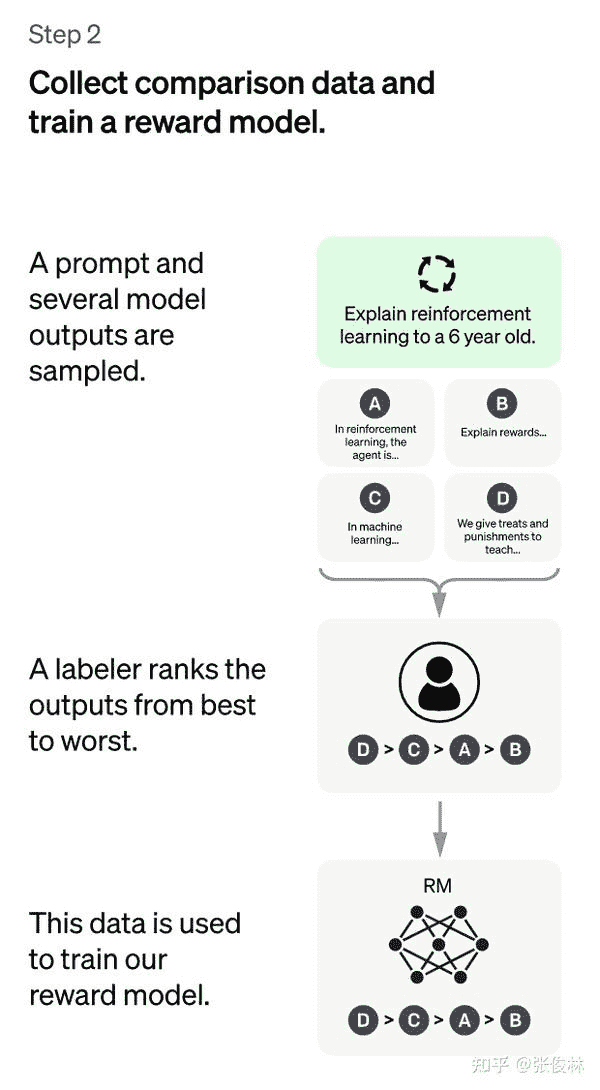 Step 2
Collect comparison data and
train a reward model.
A prompt and
several model
outputs are
sampled.
Explain reinforcement
learning to a 6 year old.
A
In reinforcement
learning, the
agent is...
B
Explain rewards...
C
In machine
learning...
D
We give treats and
punishments to
teach...
A labeler ranks the
outputs from best
to worst.
D > C > A > B
This data is used
to train our
reward model.
RM
D > C > A > B
知乎 @张俊林